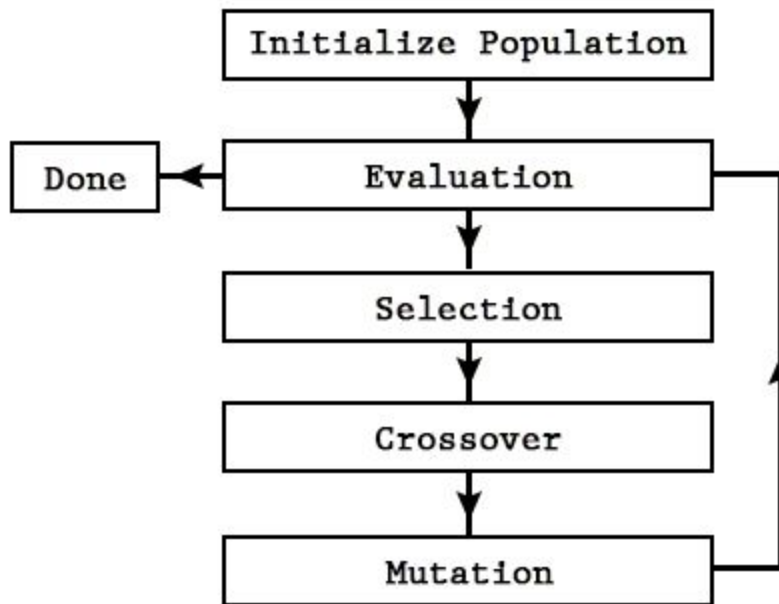 Initialize Population
Done
Evaluation
Selection
Crossover
Mutation